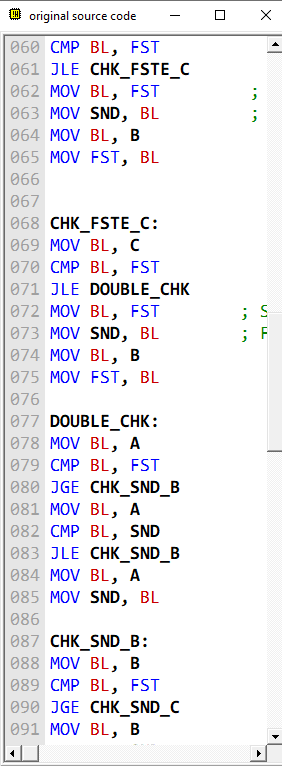 original source code
060 CMP BL, FST
061 JLE CHK_FSTE_C
062 MOV BL, FST ;
063 MOV SND, BL ;
064 MOV BL, B
065 MOV FST, BL
066
067
068 CHK_FSTE_C:
069 MOV BL, C
070 CMP BL, FST
071 JLE DOUBLE_CHK
072 MOV BL, FST ; S
073 MOV SND, BL ; F
074 MOV BL, B
075 MOV FST, BL
076
077 DOUBLE_CHK:
078 MOV BL, A
079 CMP BL, FST
080 JGE CHK_SND_B
081 MOV BL, A
082 CMP BL, SND
083 JLE CHK_SND_B
084 MOV BL, A
085 MOV SND, BL
086
087 CHK_SND_B:
088 MOV BL, B
089 CMP BL, FST
090 JGE CHK_SND_C
091 MOV BL, B